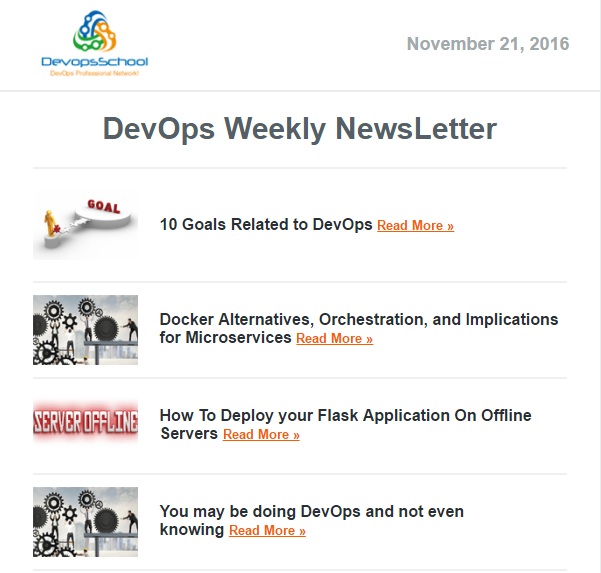 DevopsSchool
DevOps Professional Network!
November 21, 2016
DevOps Weekly NewsLetter
GOAL
10 Goals Related to DevOps Read More »
Docker Alternatives, Orchestration, and Implications
for Microservices Read More »
SERVER OFFLINE
How To Deploy your Flask Application On Offline
Servers Read More »
You may be doing DevOps and not even
knowing Read More »